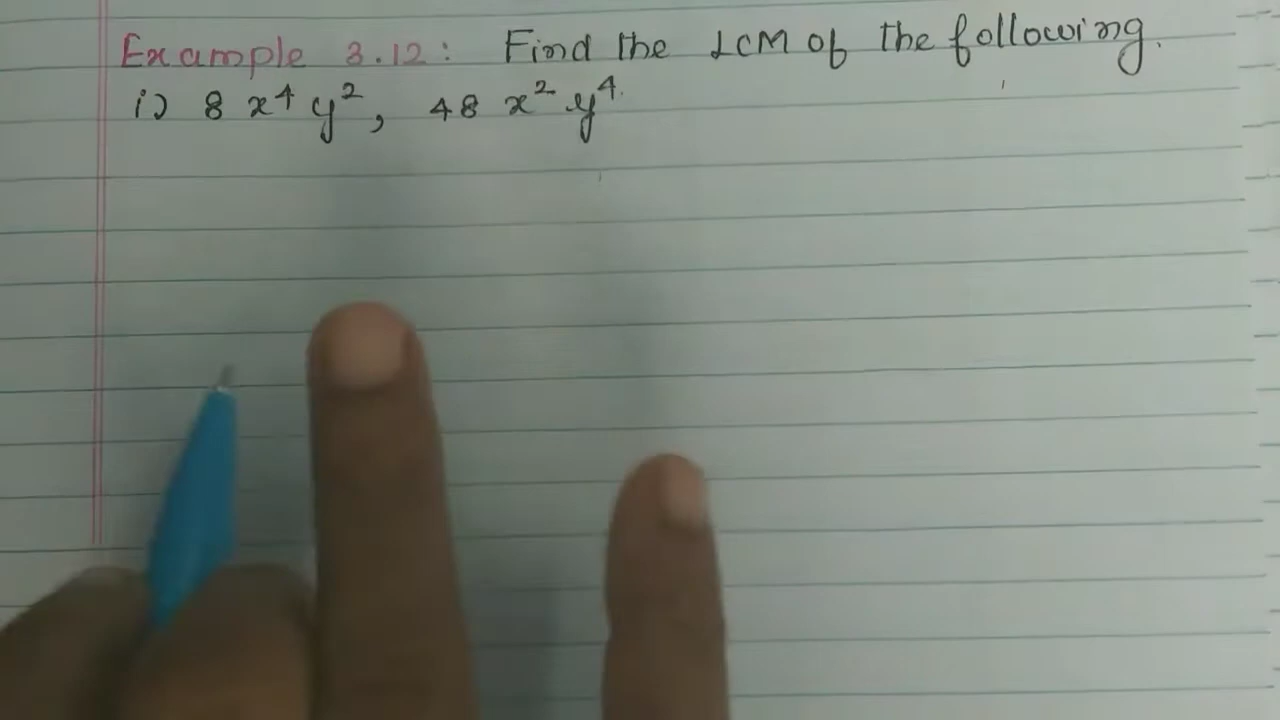 Example 3.12: Find the LCM of the following.
i) 8 x⁴ y², 48 x² y⁴.